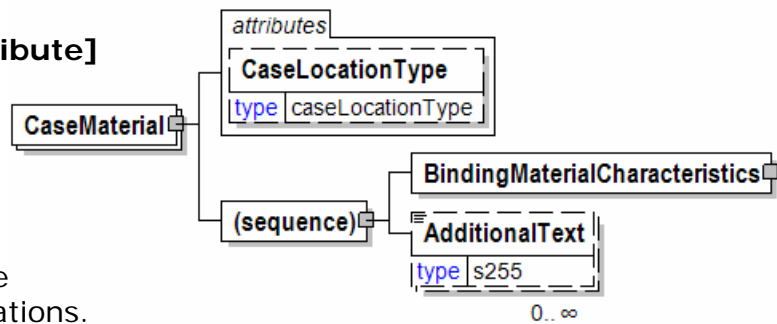 attributes
ibute]
CaseLocationType
type caseLocationType
CaseMaterial
BindingMaterialCharacteristics
(sequence)
AdditionalText
type s255
ations.
0.. ∞